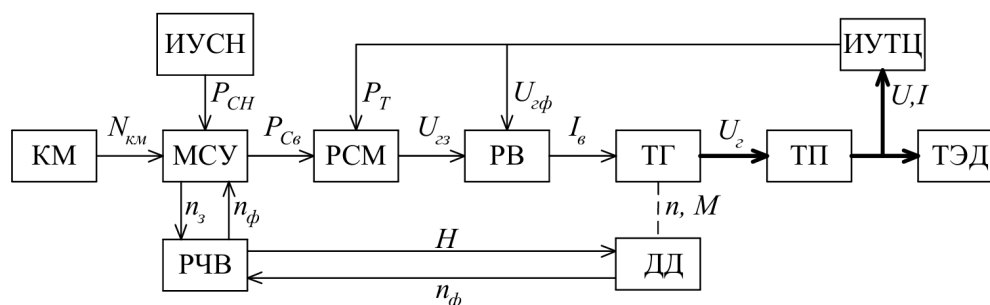 ИУСН
ИУТЦ
P_СН
P_Т
U_гф
U,I
N_км
P_Св
U_гз
I_в
U_г
КМ
МСУ
РСМ
РВ
ТГ
ТП
ТЭД
n_з
n_ф
n, M
H
РЧВ
ДД
n_ф